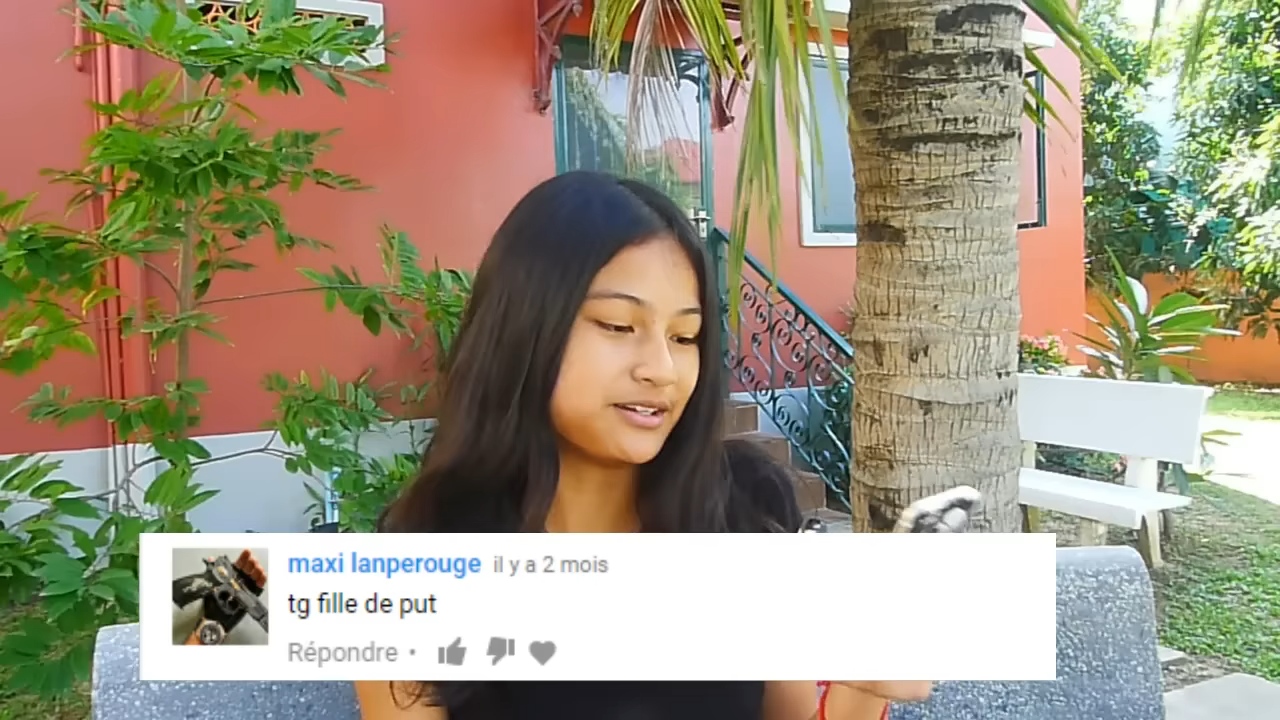 maxi lanperouge il y a 2 mois
tg fille de put
Répondre •